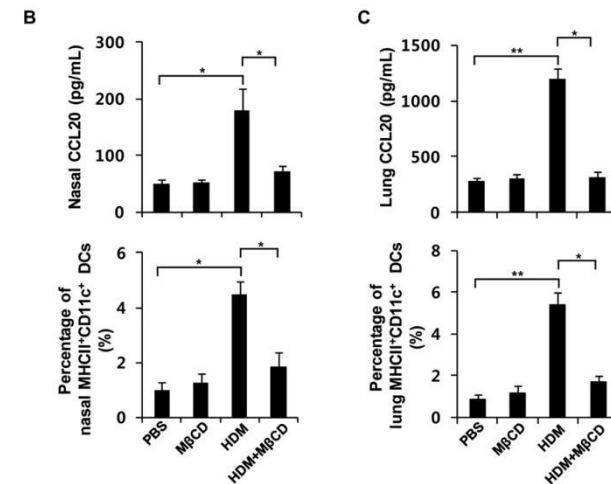 B
Nasal CCL20 (pg/mL)
300
200
100
0
*
*
Percentage of
nasal MHCII⁺CD11c⁺ DCs
(%)
6
4
2
0
*
*
PBS
MβCD
HDM
HDM+MβCD
C
Lung CCL20 (pg/mL)
1500
1000
500
0
**
*
Percentage of
lung MHCII⁺CD11c⁺ DCs
(%)
8
6
4
2
0
**
*
PBS
MβCD
HDM
HDM+MβCD